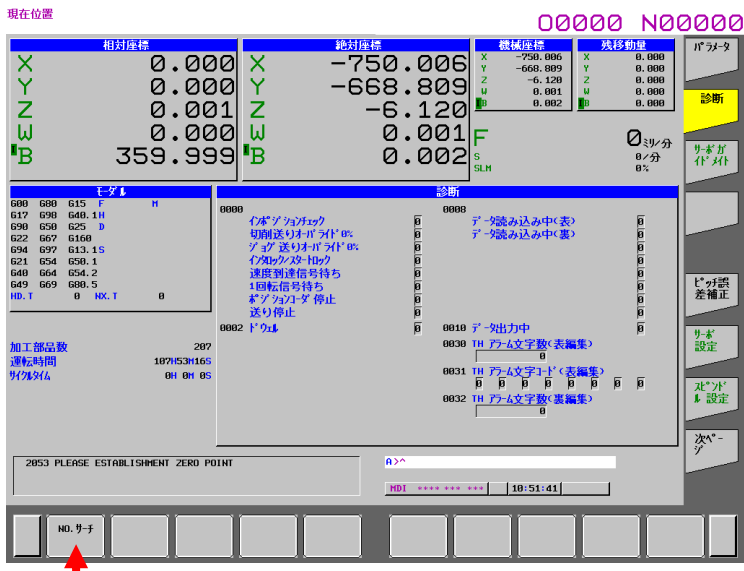 現在位置
O0000 N00000
相対座標
X 0.000
Y 0.000
Z 0.001
W 0.000
B 359.999
絶対座標
X -750.006
Y -668.809
Z -6.120
W 0.001
B 0.002
機械座標
X -750.006
Y -668.809
Z -6.120
W 0.001
B 0.002
残移動量
X 0.000
Y 0.000
Z 0.000
W 0.000
B 0.000
F 0ミリ/分
S 0/分
SLM 0%
モーダル
G00 G80 G15 F M
G17 G98 G40.1 H
G90 G50 G25 D
G22 G67 G160
G94 G97 G13.1 S
G21 G54 G50.1
G40 G64 G54.2
G49 G69 G80.5
HD.T 0 NX.T 0
加工部品数 207
運転時間 107H53M16S
サイクルタイム 0H 0M 0S
診断
0000
インポジションチェック 0
切削送りオーバライド0% 0
ジョグ送りオーバライド0% 0
インタロック/スタートロック 0
速度到達信号待ち 0
1回転信号待ち 0
ポジションコーダ停止 0
送り停止 0
0002 ドウェル 0
0008
データ読み込み中(表) 0
データ読み込み中(裏) 0
0
0
0
0
0
0
0010 データ出力中 0
0030 TH アラーム文字数(表編集)
0
0031 TH アラーム文字コード(表編集)
0 0 0 0 0 0 0 0
0032 TH アラーム文字数(裏編集)
0
2053 PLEASE ESTABLISHMENT ZERO POINT
A>^
MDI **** *** *** 10:51:41
パラメータ
診断
サーボガ
イドメイト
ピッチ誤
差補正
サーボ
設定
スピンド
ル 設定
次ペー
ジ
NO.サーチ